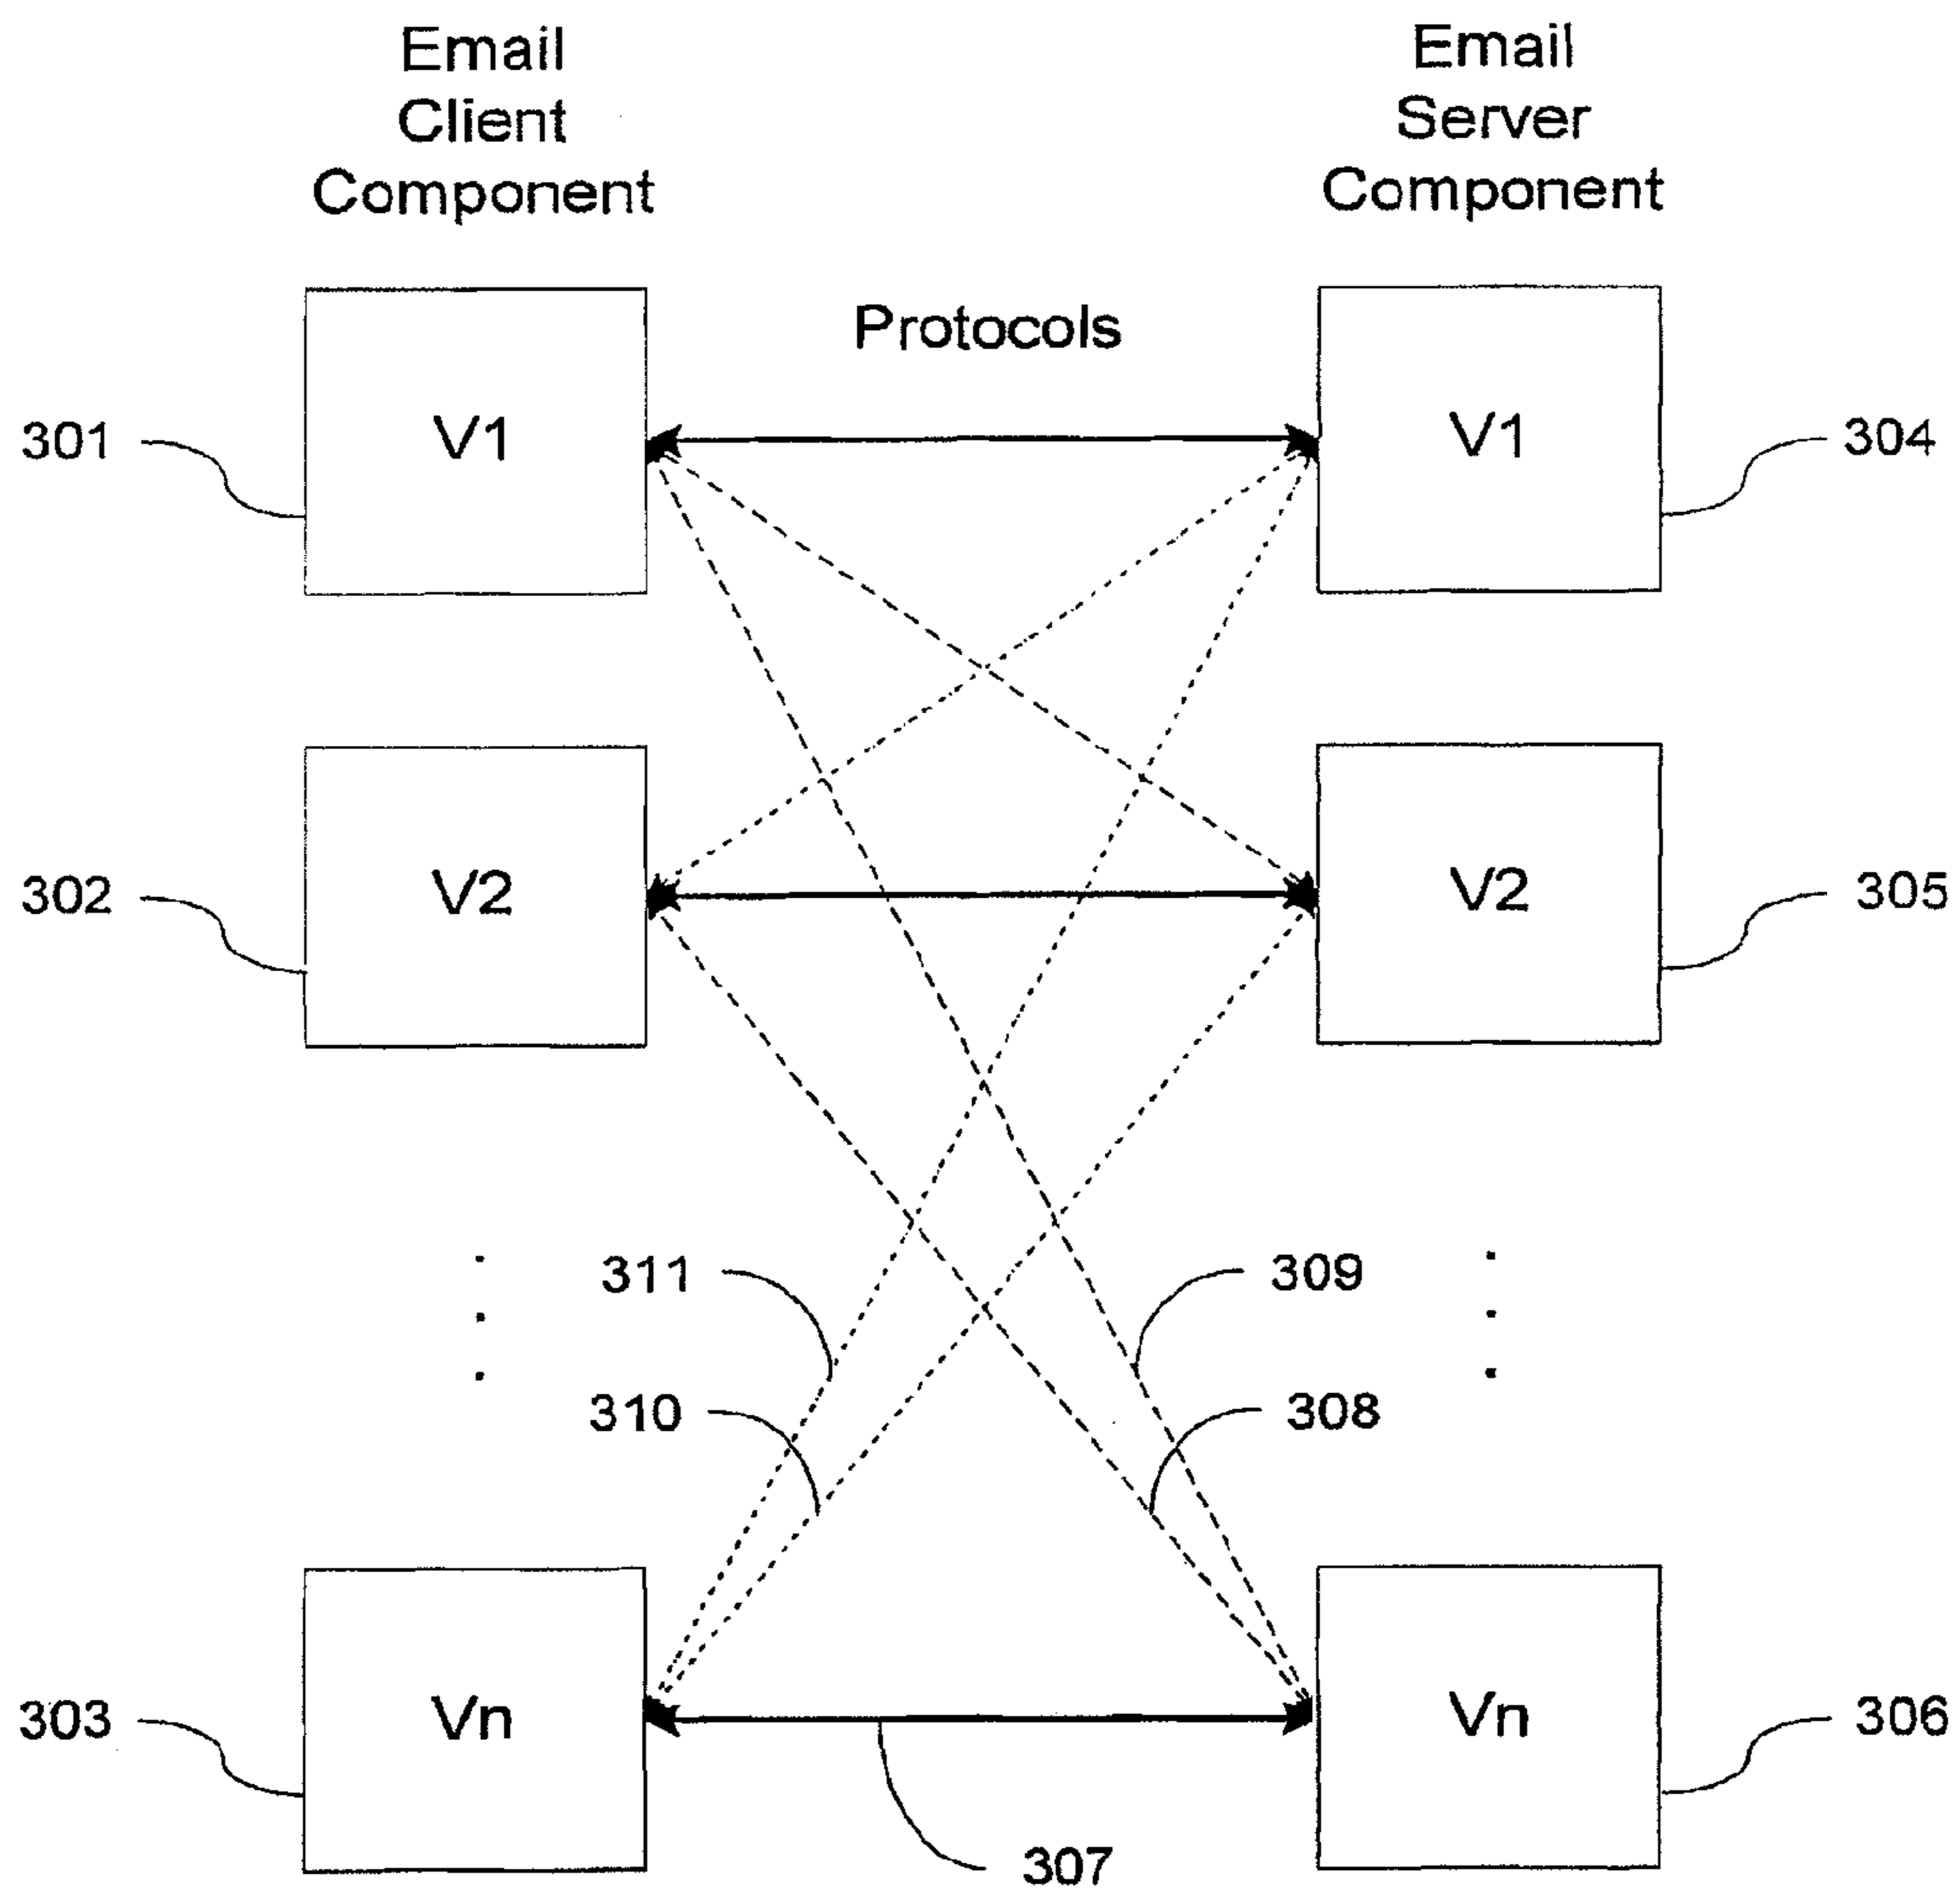 Email
Client
Component
Email
Server
Component
Protocols
V1
V1
301
304
V2
V2
302
305
311
309
310
308
Vn
Vn
303
306
307